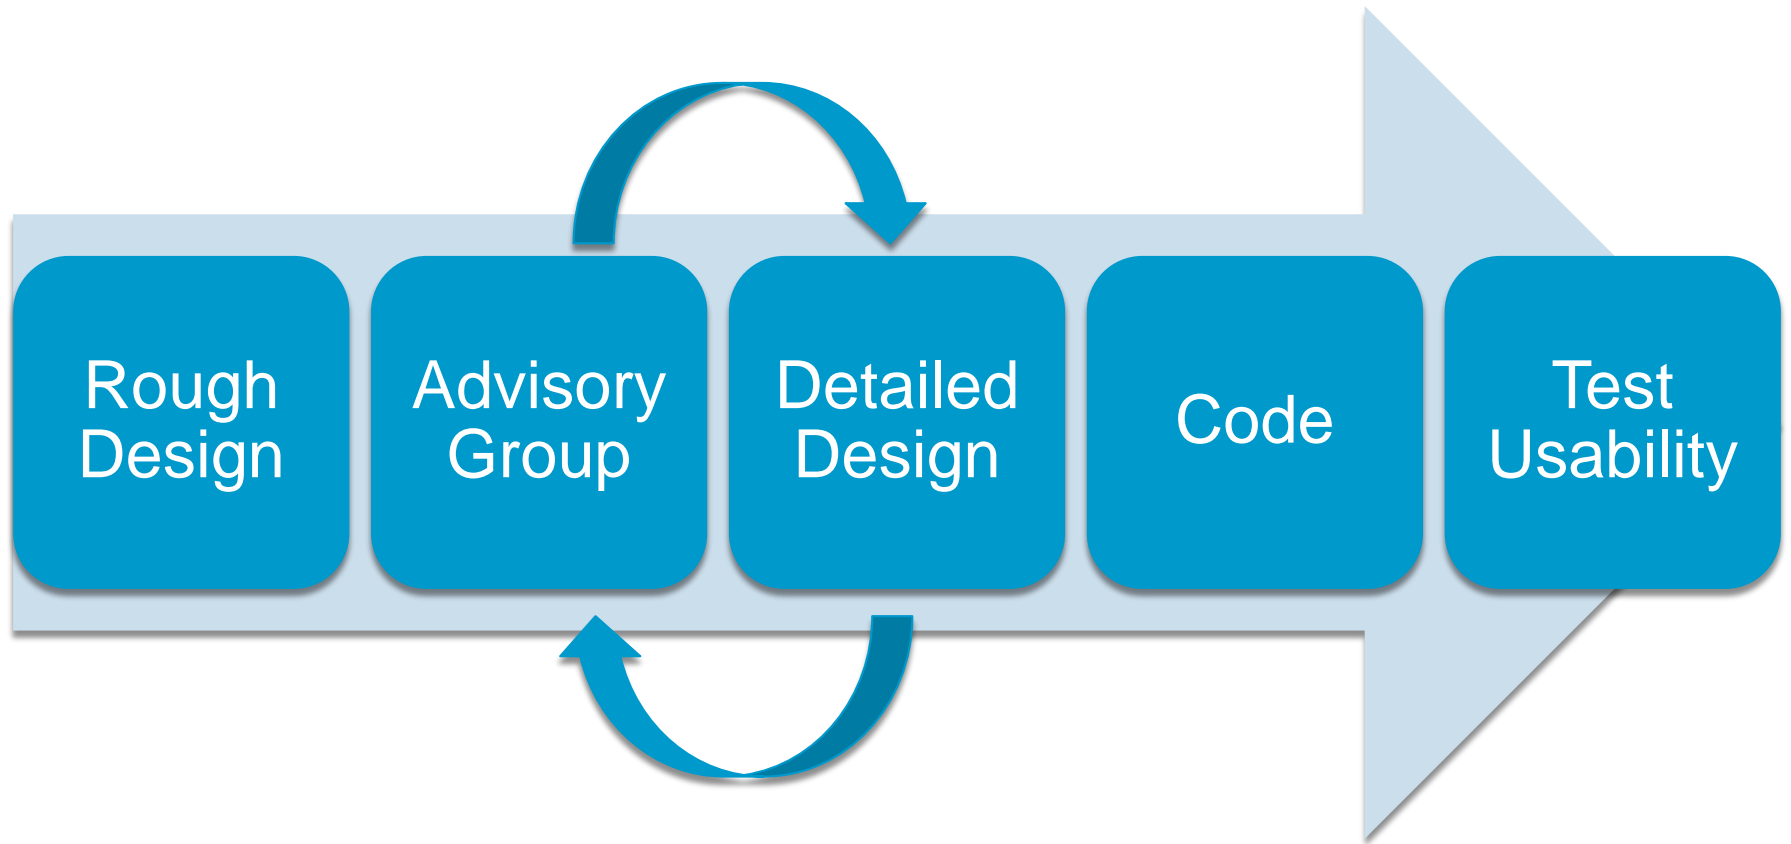 Rough
Design
Advisory
Group
Detailed
Design
Code
Test
Usability